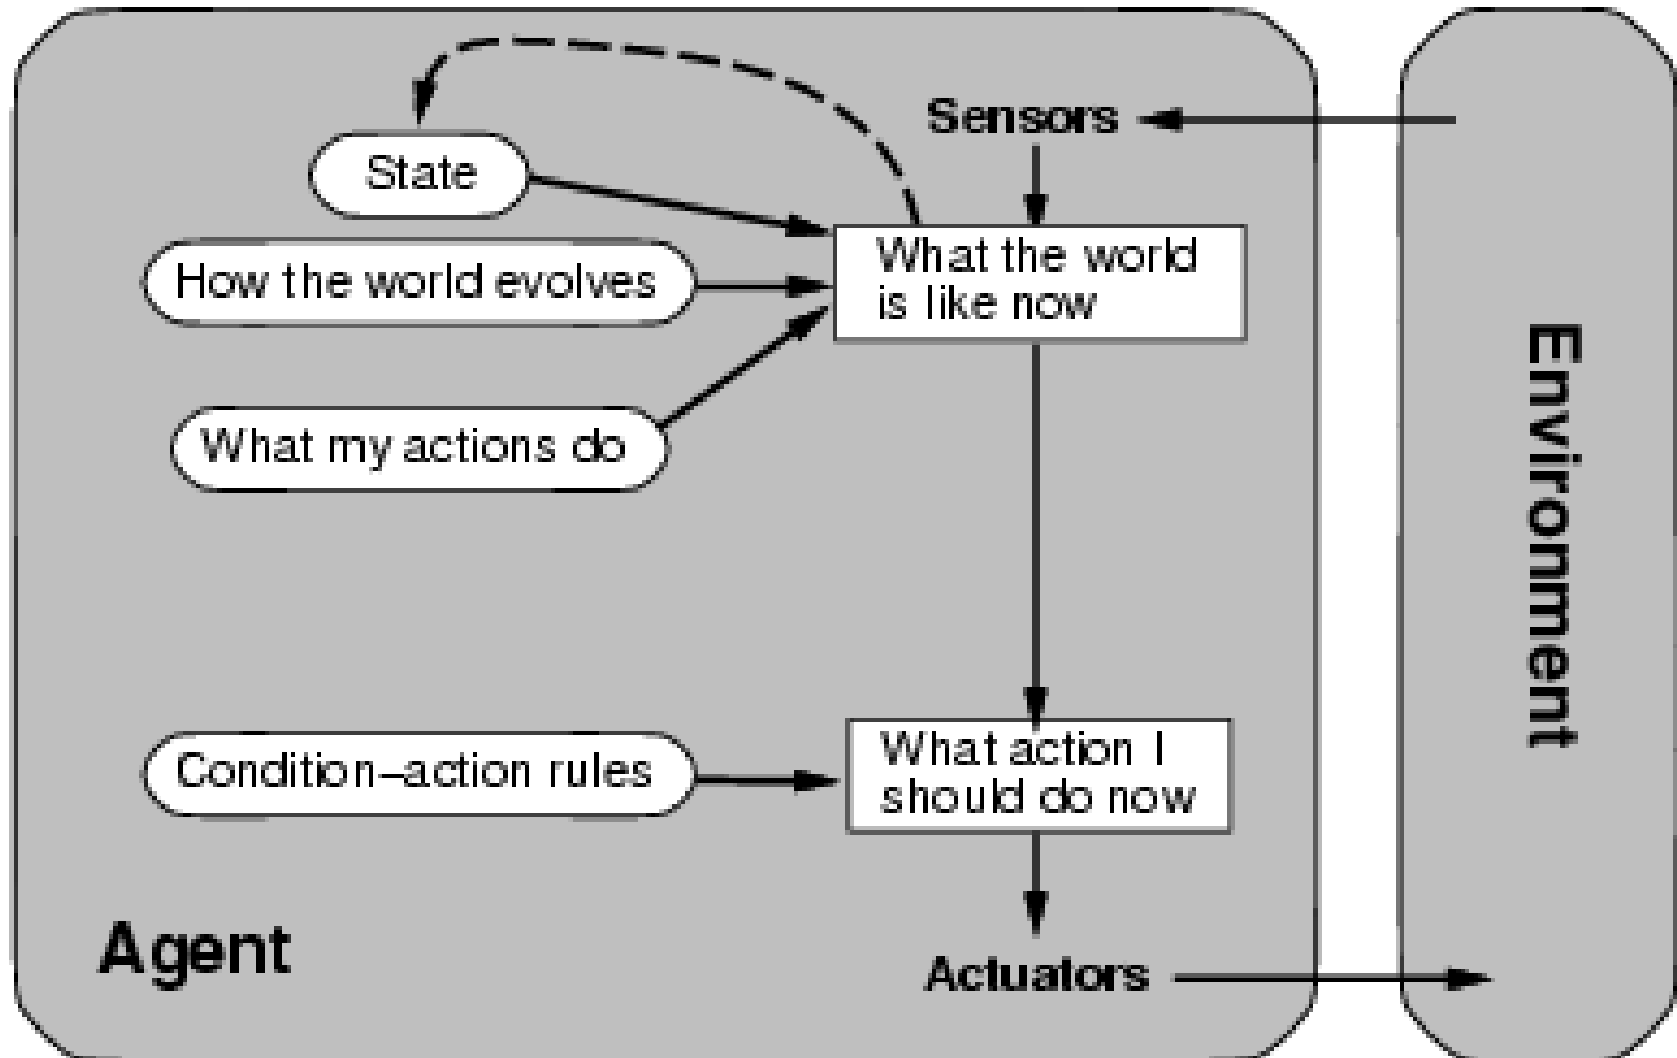 Sensors
State
What the world
is like now
How the world evolves
What my actions do
Environment
Condition–action rules
What action I
should do now
Agent
Actuators